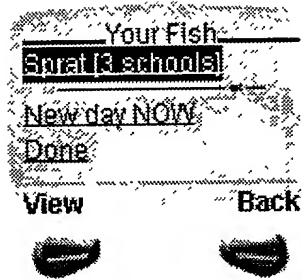 Your Fish
Sprat [3 schools]
New day NOW
Done
View Back